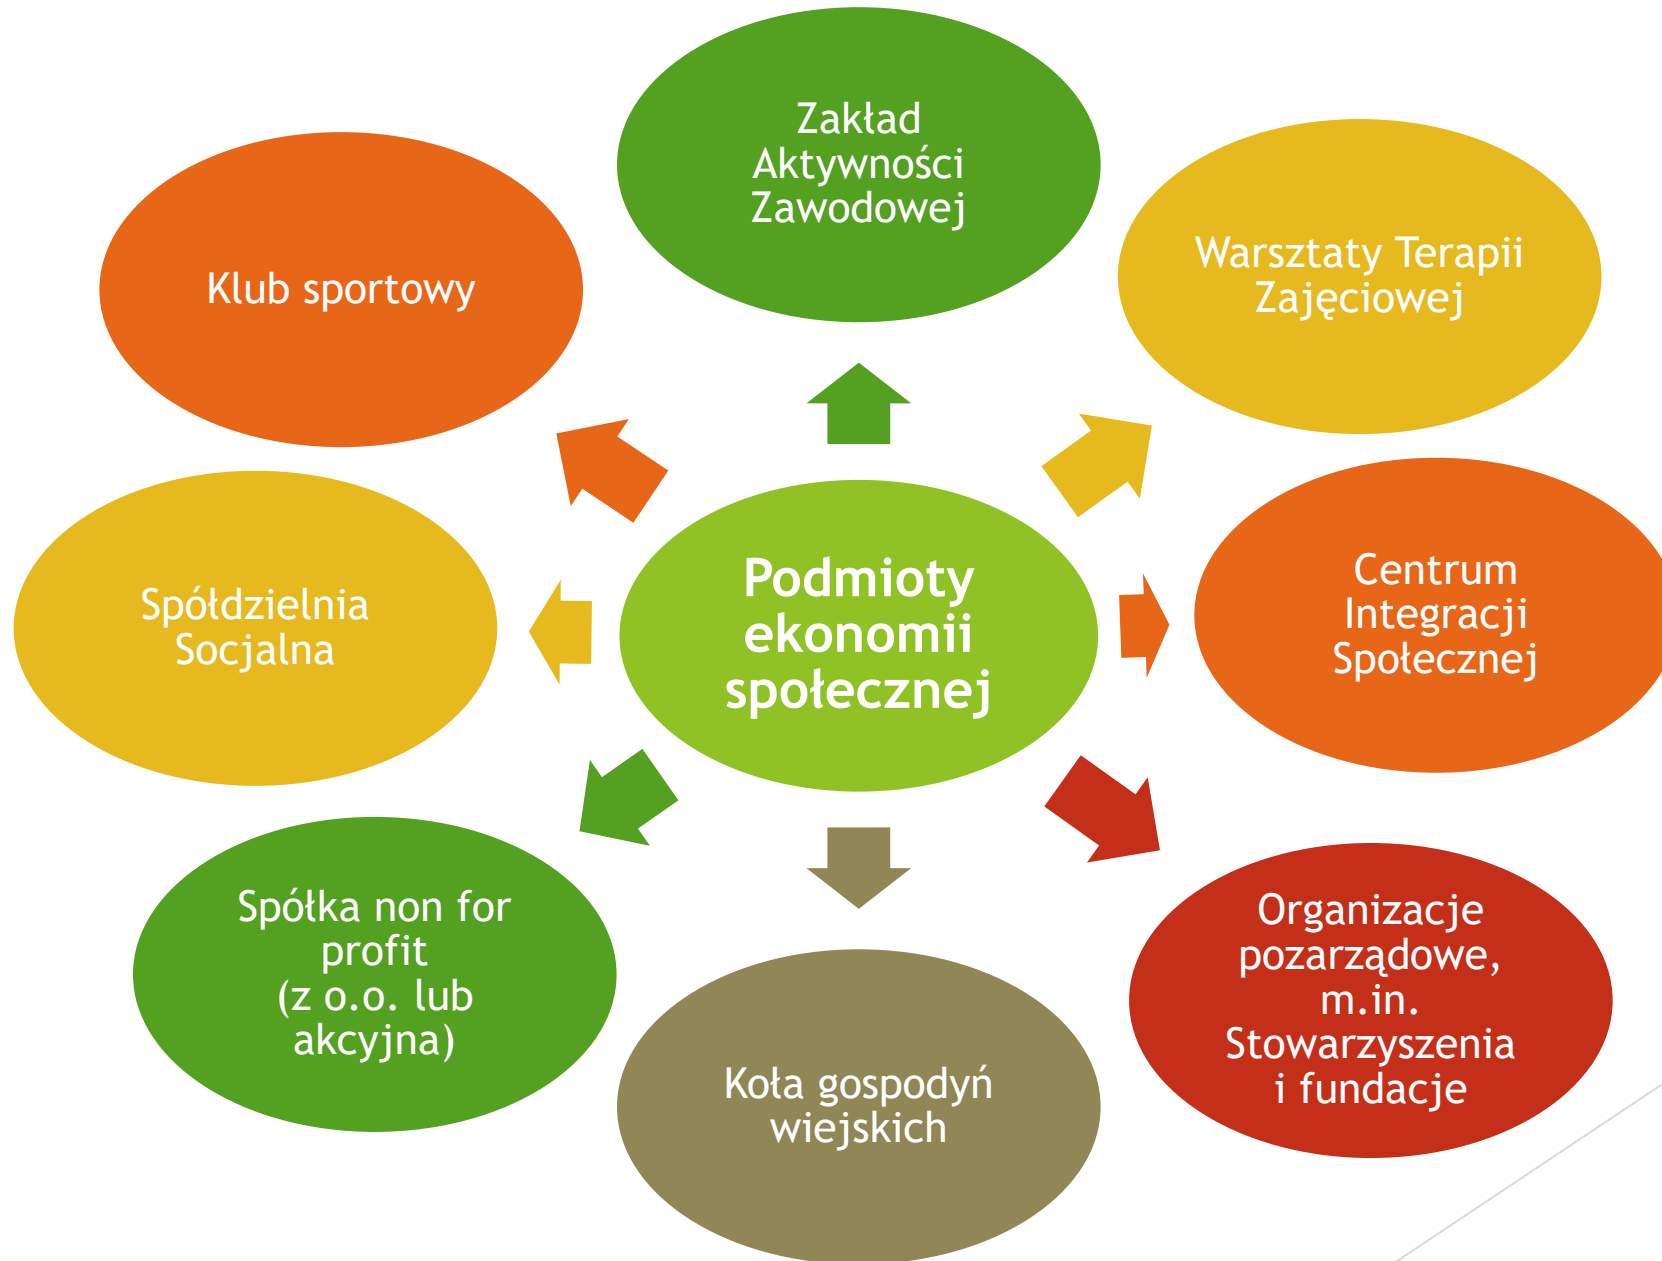 Zakład
Aktywności
Zawodowej
Warsztaty Terapii
Zajęciowej
Centrum
Integracji
Społecznej
Organizacje
pozarządowe,
m.in.
Stowarzyszenia
i fundacje
Koła gospodyń
wiejskich
Spółka non for
profit
(z o.o. lub
akcyjna)
Spółdzielnia
Socjalna
Klub sportowy
Podmioty
ekonomii
społecznej